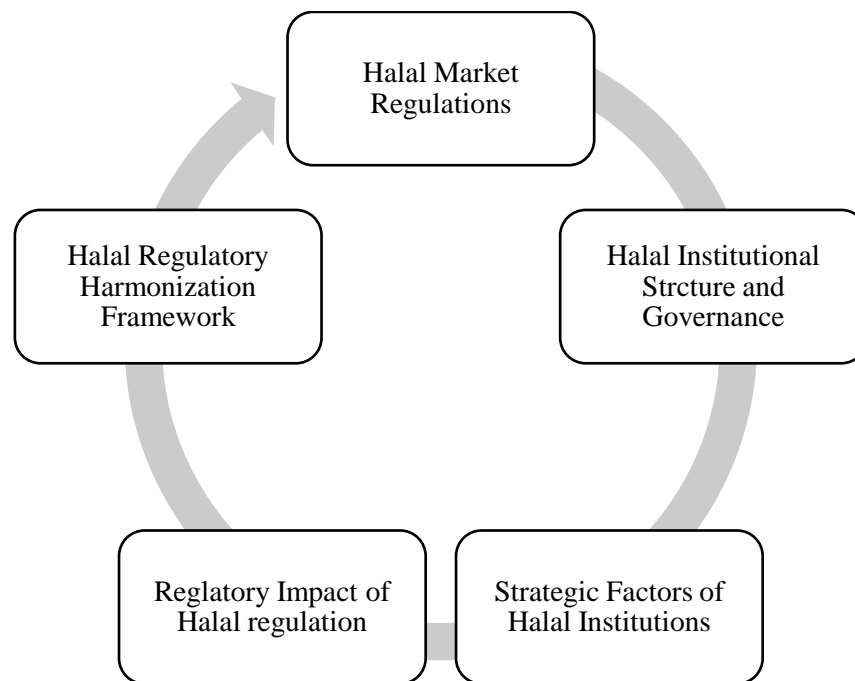 Halal Market
Regulations
Halal Institutional
Strcture and
Governance
Strategic Factors of
Halal Institutions
Reglatory Impact of
Halal regulation
Halal Regulatory
Harmonization
Framework